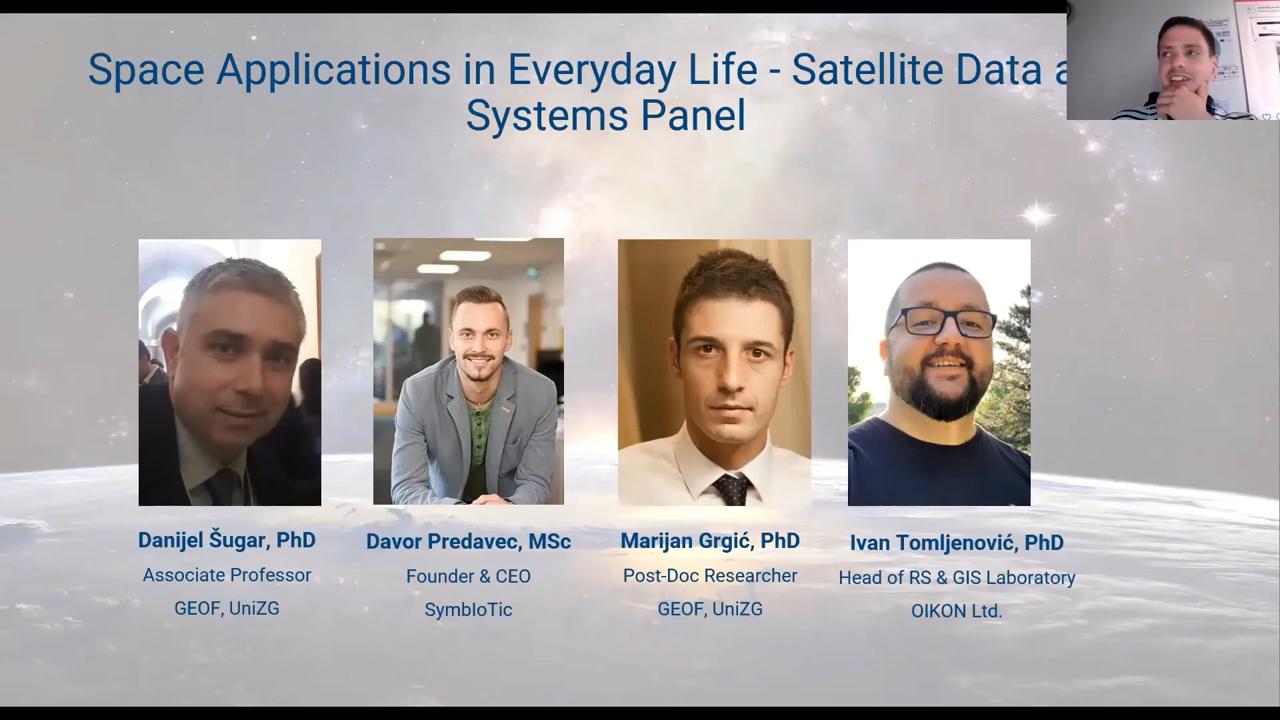 Space Applications in Everyday Life - Satellite Data a
Systems Panel
Danijel Šugar, PhD
Associate Professor
GEOF, UniZG
Davor Predavec, MSc
Founder & CEO
SymbIoTic
Marijan Grgić, PhD
Post-Doc Researcher
GEOF, UniZG
Ivan Tomljenović, PhD
Head of RS & GIS Laboratory
OIKON Ltd.